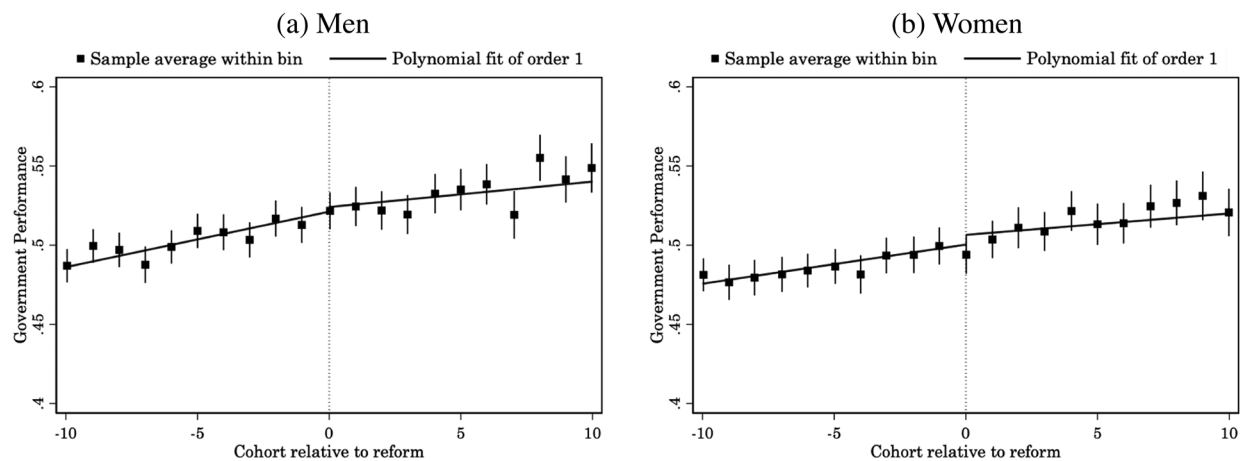 (a) Men
Sample average within bin Polynomial fit of order 1
Government Performance
.6
.55
.5
.45
.4
-10 -5 0 5 10
Cohort relative to reform
(b) Women
Sample average within bin Polynomial fit of order 1
Government Performance
.6
.55
.5
.45
.4
-10 -5 0 5 10
Cohort relative to reform